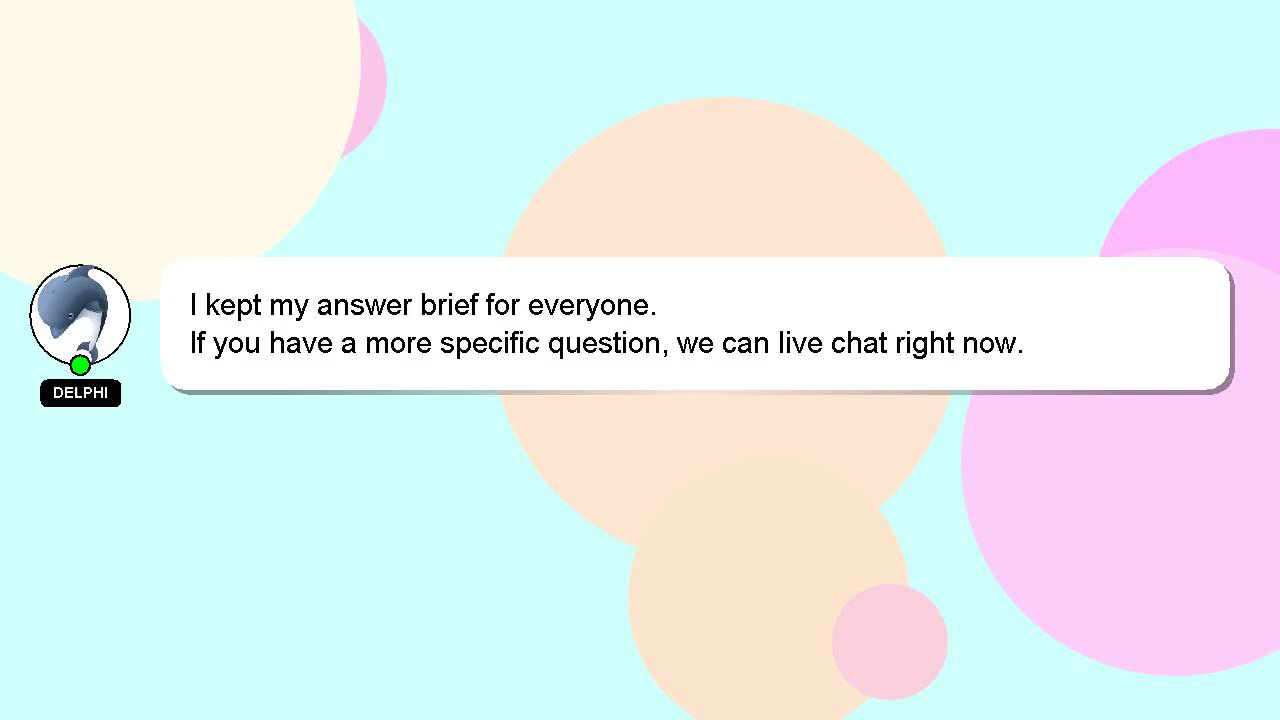 I kept my answer brief for everyone.
If you have a more specific question, we can live chat right now.
DELPHI